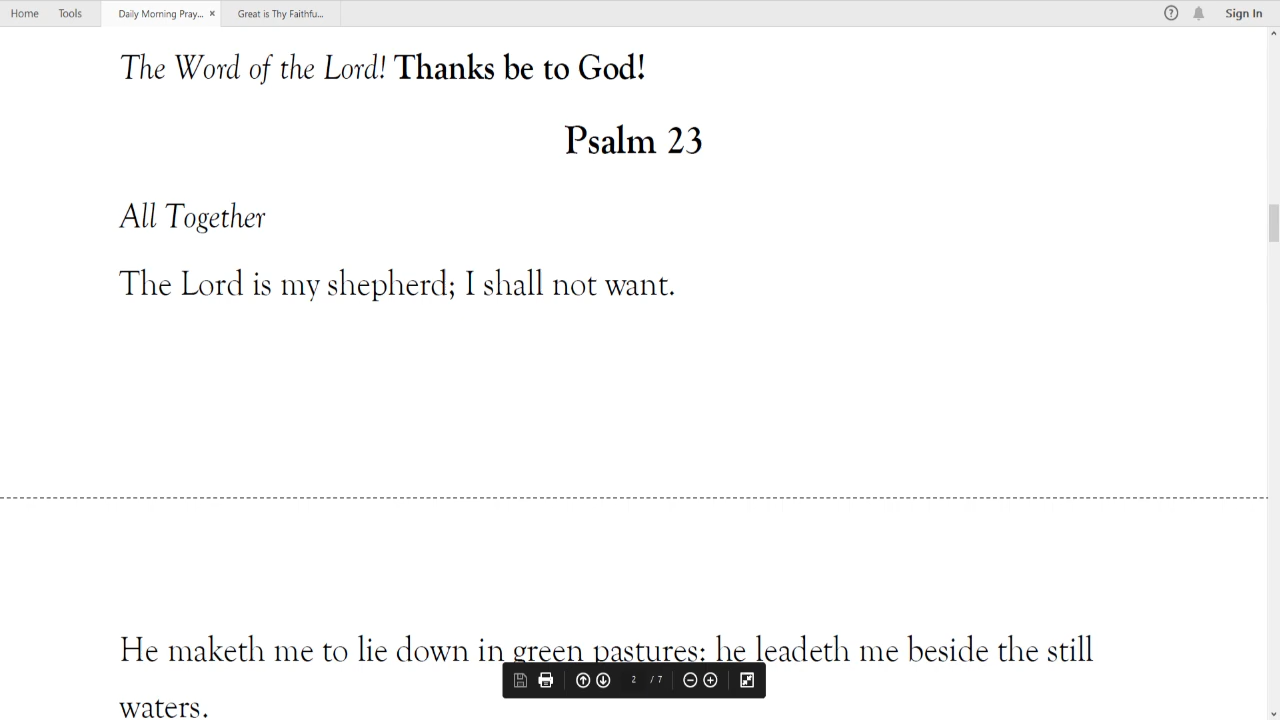 Home Tools Daily Morning Pray... × Great is Thy Faithfu... Sign In
The Word of the Lord! Thanks be to God!
Psalm 23
All Together
The Lord is my shepherd; I shall not want.
He maketh me to lie down in green pastures: he leadeth me beside the still
waters.
2 / 7